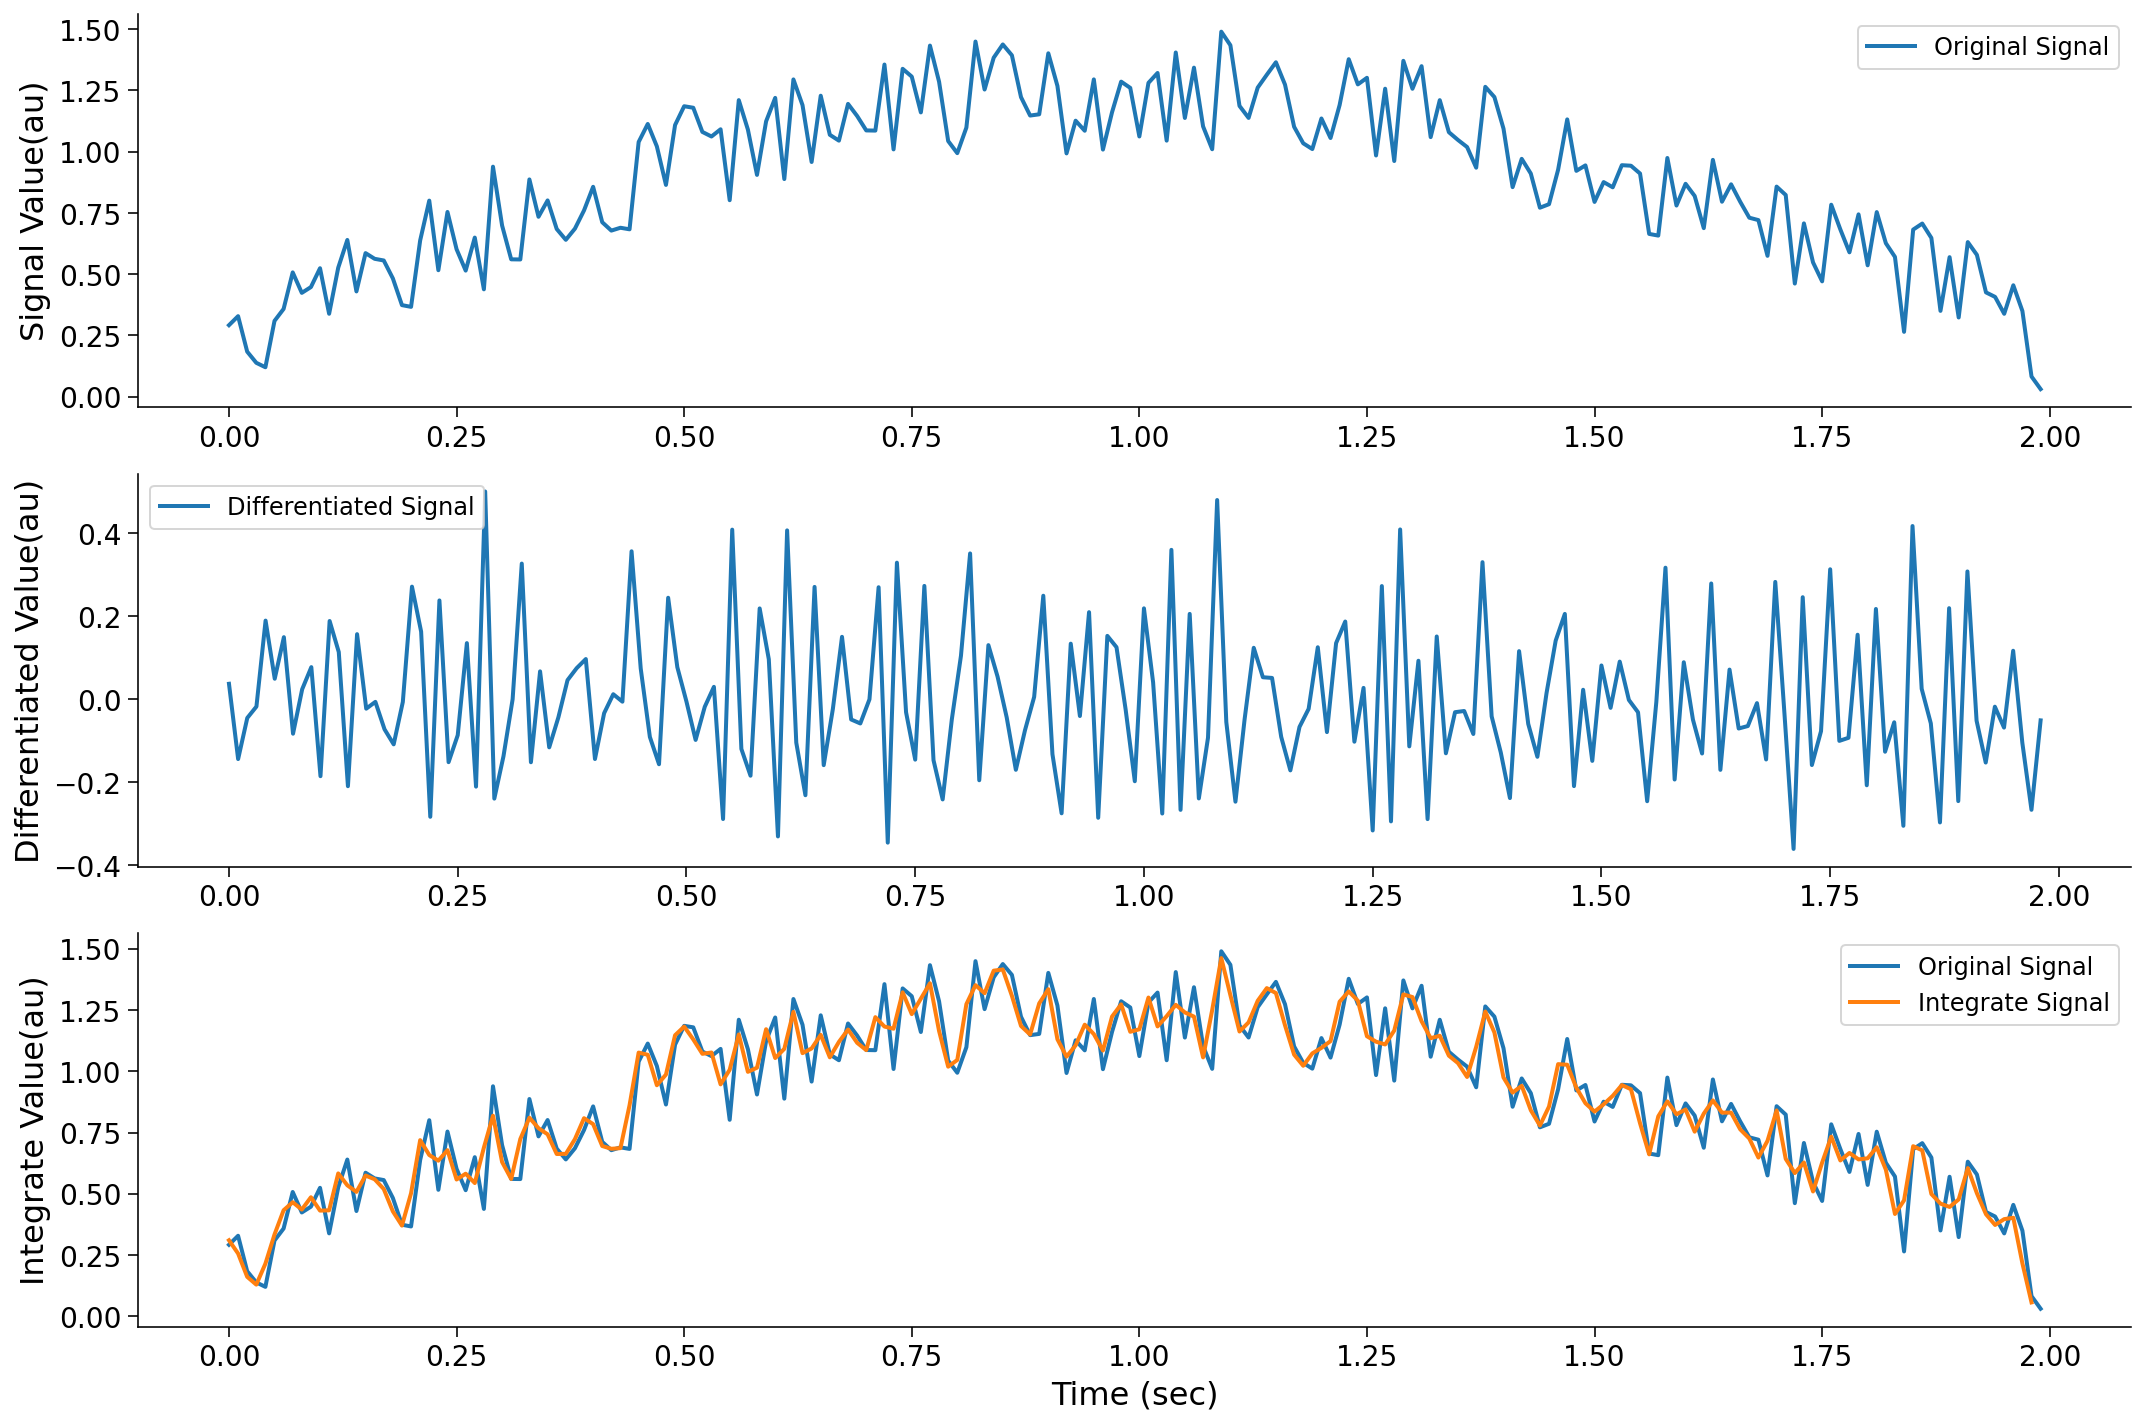 Signal Value(au)
1.50
1.25
1.00
0.75
0.50
0.25
0.00
Original Signal
0.00 0.25 0.50 0.75 1.00 1.25 1.50 1.75 2.00
Differentiated Value(au)
0.4
0.2
0.0
−0.2
−0.4
Differentiated Signal
0.00 0.25 0.50 0.75 1.00 1.25 1.50 1.75 2.00
Integrate Value(au)
1.50
1.25
1.00
0.75
0.50
0.25
0.00
Original Signal
Integrate Signal
0.00 0.25 0.50 0.75 1.00 1.25 1.50 1.75 2.00
Time (sec)